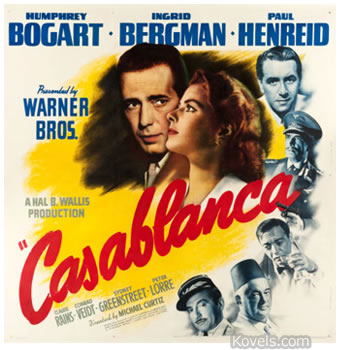 HUMPHREY INGRID PAUL
BOGART · BERGMAN · HENREID
Presented by
WARNER
BROS.
A HAL B. WALLIS
PRODUCTION
"Casablanca
CLAUDE CONRAD SYDNEY PETER
RAINS · VEIDT · GREENSTREET · LORRE
Directed by MICHAEL CURTIZ
Kovels.com